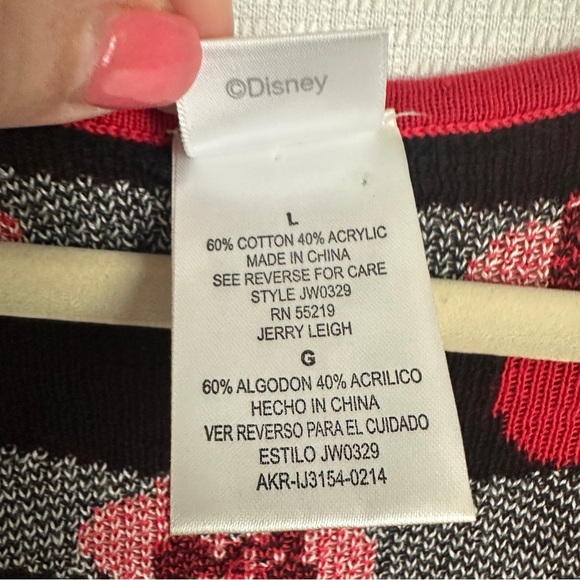 ©Disney
L
60% COTTON 40% ACRYLIC
MADE IN CHINA
SEE REVERSE FOR CARE
STYLE JW0329
RN 55219
JERRY LEIGH
G
60% ALGODON 40% ACRILICO
HECHO IN CHINA
VER REVERSO PARA EL CUIDADO
ESTILO JW0329
AKR-IJ3154-0214